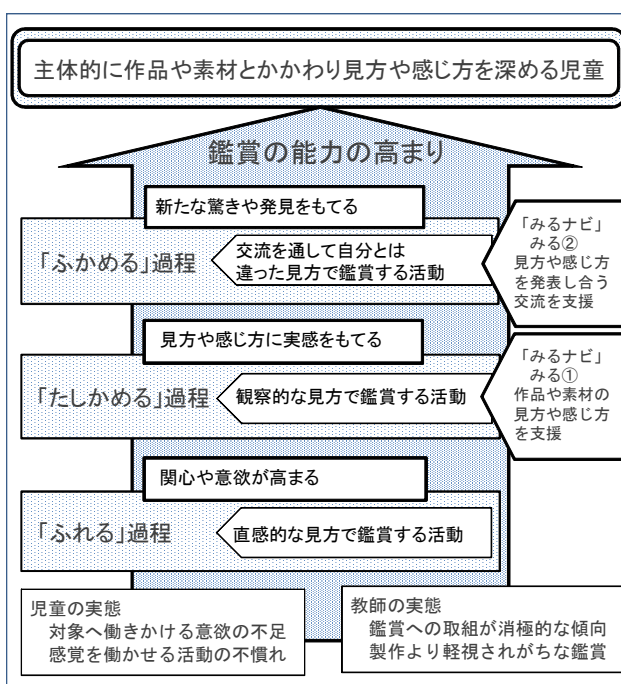 主体的に作品や素材とかかわり見方や感じ方を深める児童
鑑賞の能力の高まり
新たな驚きや発見をもてる
「ふかめる」過程
交流を通して自分とは
違った見方で鑑賞する活動
「みるナビ」
みる②
見方や感じ方
を発表し合う
交流を支援
見方や感じ方に実感をもてる
「たしかめる」過程
観察的な見方で鑑賞する活動
「みるナビ」
みる①
作品や素材の
見方や感じ方
を支援
関心や意欲が高まる
「ふれる」過程
直感的な見方で鑑賞する活動
児童の実態
対象へ働きかける意欲の不足
感覚を働かせる活動の不慣れ
教師の実態
鑑賞への取組が消極的な傾向
製作より軽視されがちな鑑賞